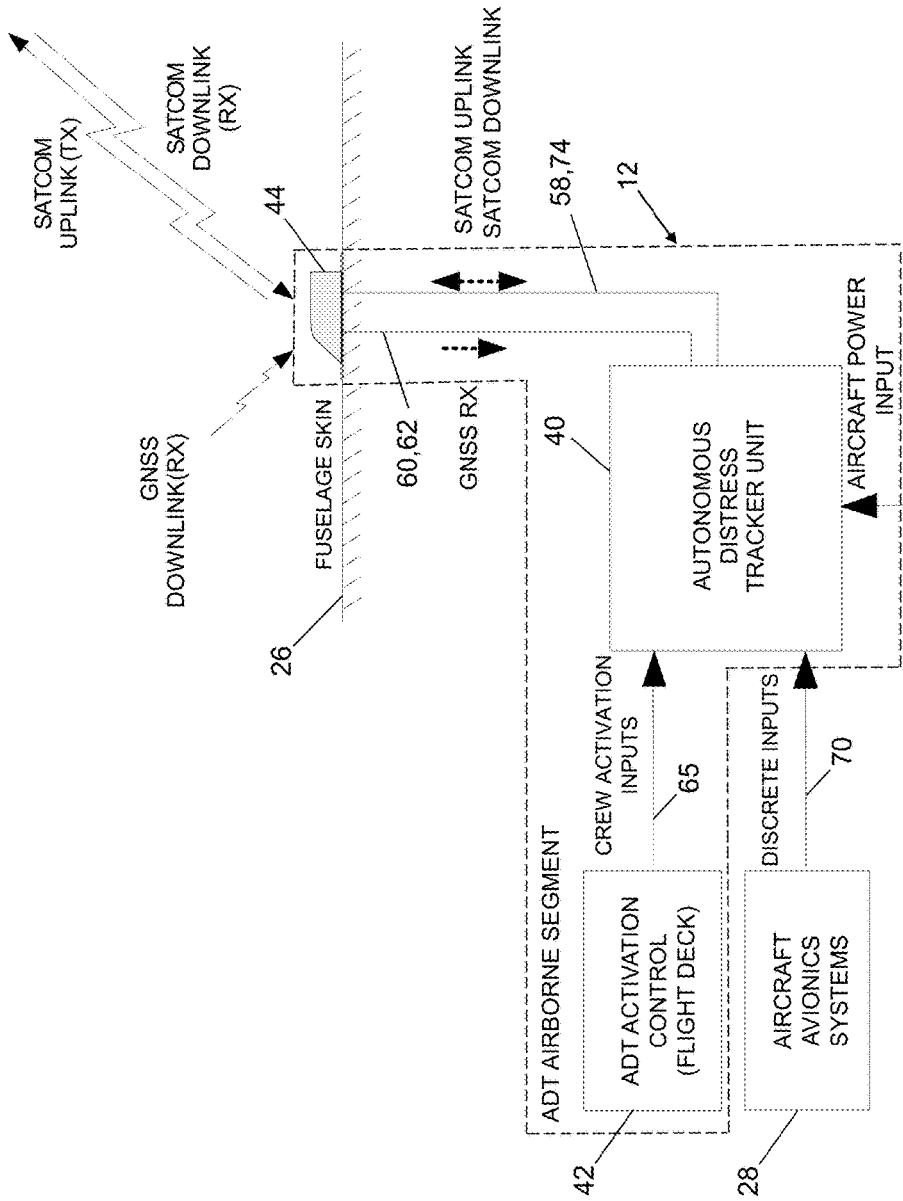 SATCOM
UPLINK (TX)
SATCOM
DOWNLINK
(RX)
GNSS
DOWNLINK(RX)
44
FUSELAGE SKIN
26
SATCOM UPLINK
SATCOM DOWNLINK
58,74
12
60,62
GNSS RX
40
AUTONOMOUS
DISTRESS
TRACKER UNIT
AIRCRAFT POWER
INPUT
ADT AIRBORNE SEGMENT
CREW ACTIVATION
INPUTS
65
ADT ACTIVATION
CONTROL
(FLIGHT DECK)
42
DISCRETE INPUTS
70
AIRCRAFT
AVIONICS
SYSTEMS
28